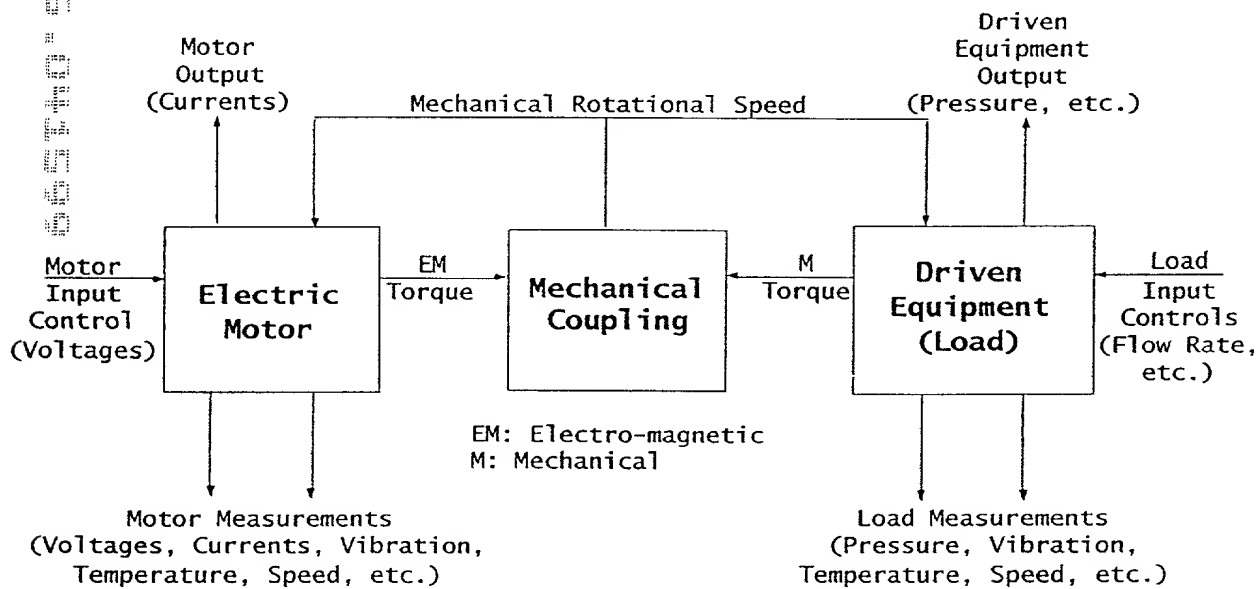 Motor
Output
(Currents)
Driven
Equipment
Output
(Pressure, etc.)
Mechanical Rotational Speed
Motor
Input
Control
(Voltages)
Electric
Motor
EM
Torque
Mechanical
Coupling
M
Torque
Driven
Equipment
(Load)
Load
Input
Controls
(Flow Rate,
etc.)
EM: Electro-magnetic
M: Mechanical
Motor Measurements
(Voltages, Currents, Vibration,
Temperature, Speed, etc.)
Load Measurements
(Pressure, Vibration,
Temperature, Speed, etc.)